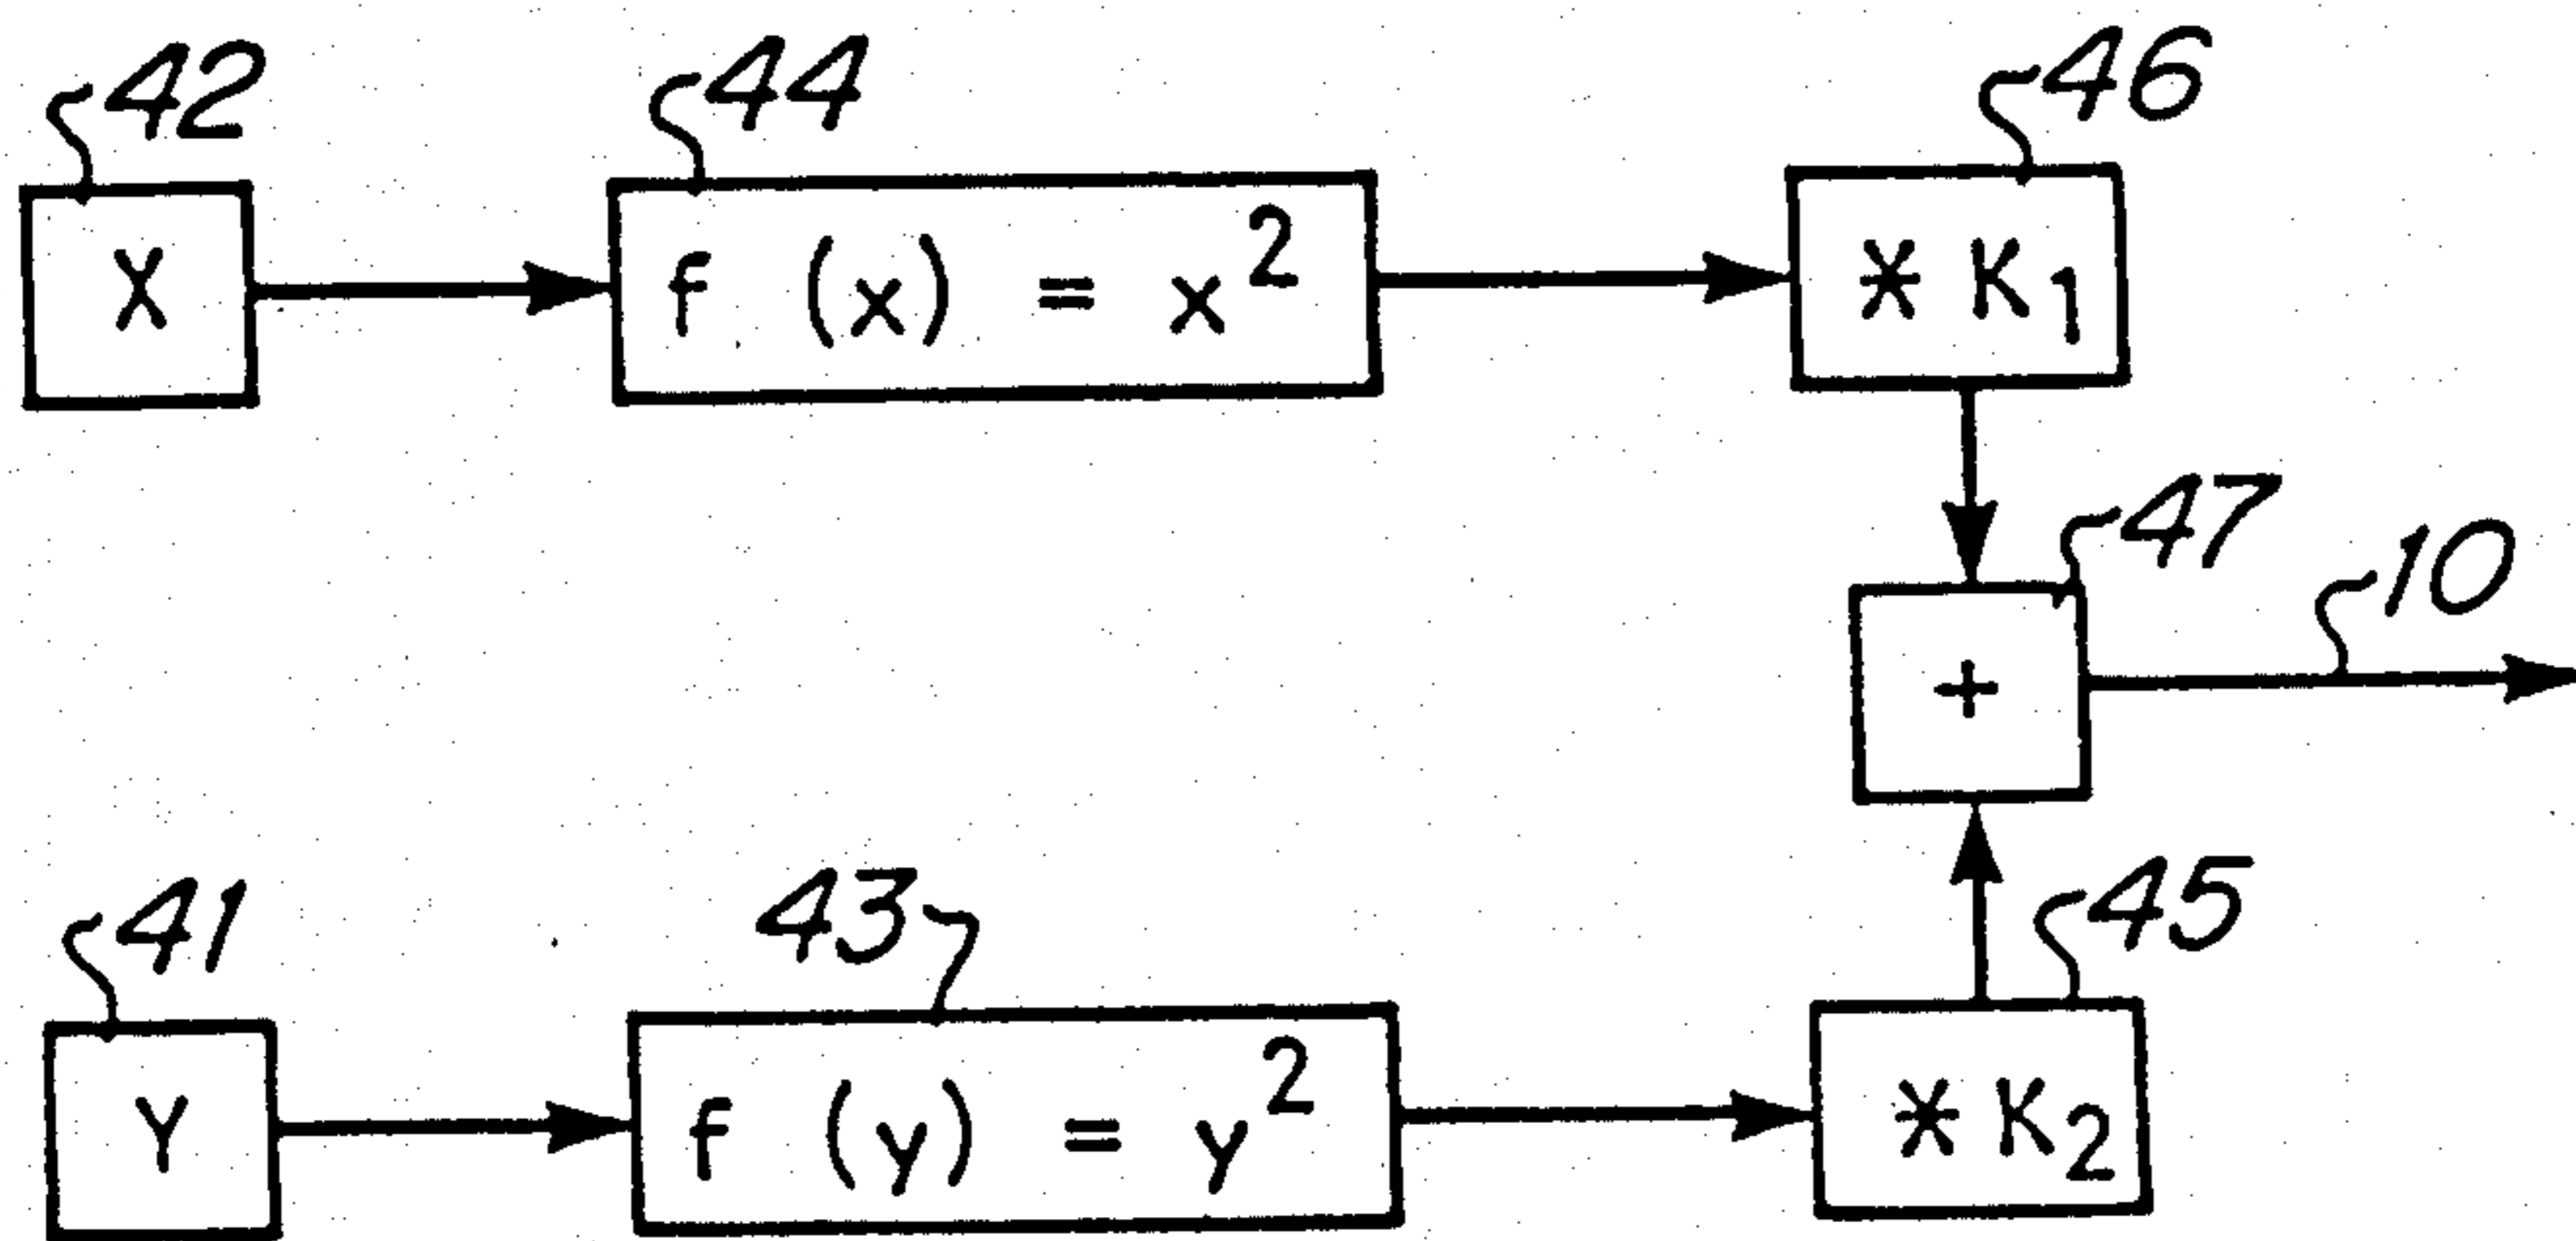 42
44
46
X
f (x) = x²
* K₁
47
10
+
41
43
45
Y
f (y) = y²
* K₂